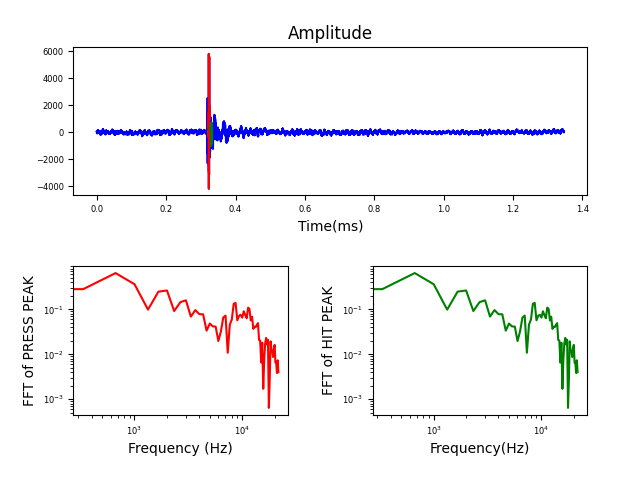 Amplitude
6000
4000
2000
0
−2000
−4000
0.0 0.2 0.4 0.6 0.8 1.0 1.2 1.4
Time(ms)
FFT of PRESS PEAK
10⁻¹
10⁻²
10⁻³
10³ 10⁴
Frequency (Hz)
FFT of HIT PEAK
10⁻¹
10⁻²
10⁻³
10³ 10⁴
Frequency(Hz)